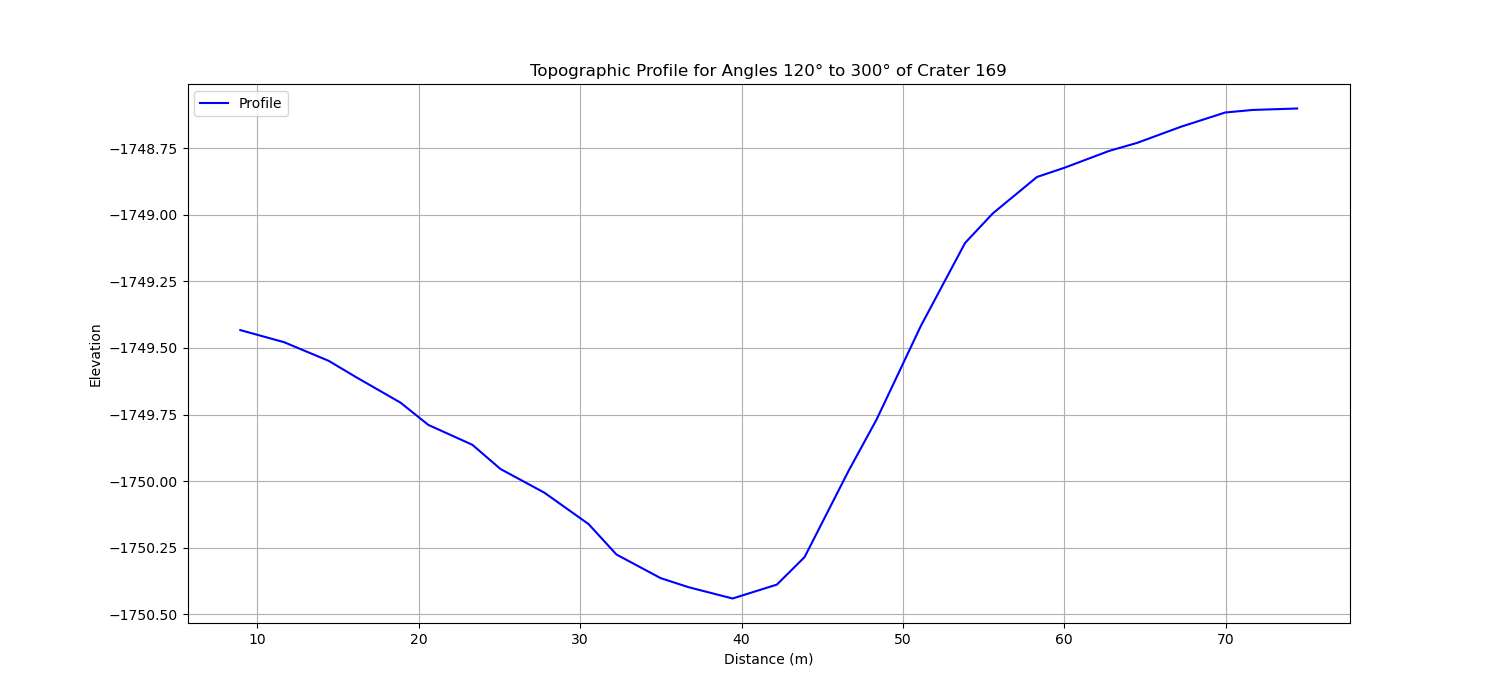 Topographic Profile for Angles 120° to 300° of Crater 169
Profile
−1748.75
−1749.00
−1749.25
−1749.50
−1749.75
−1750.00
−1750.25
−1750.50
Elevation
10 20 30 40 50 60 70
Distance (m)